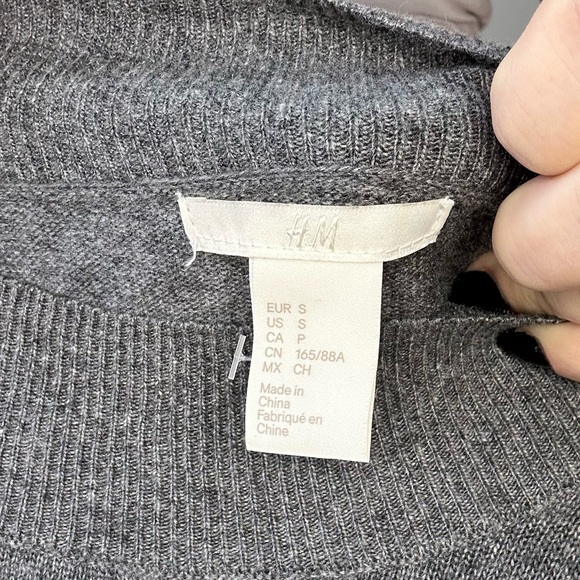 H&M
EUR S
US S
CA P
CN 165/88A
MX CH
Made in
China
Fabriqué en
Chine